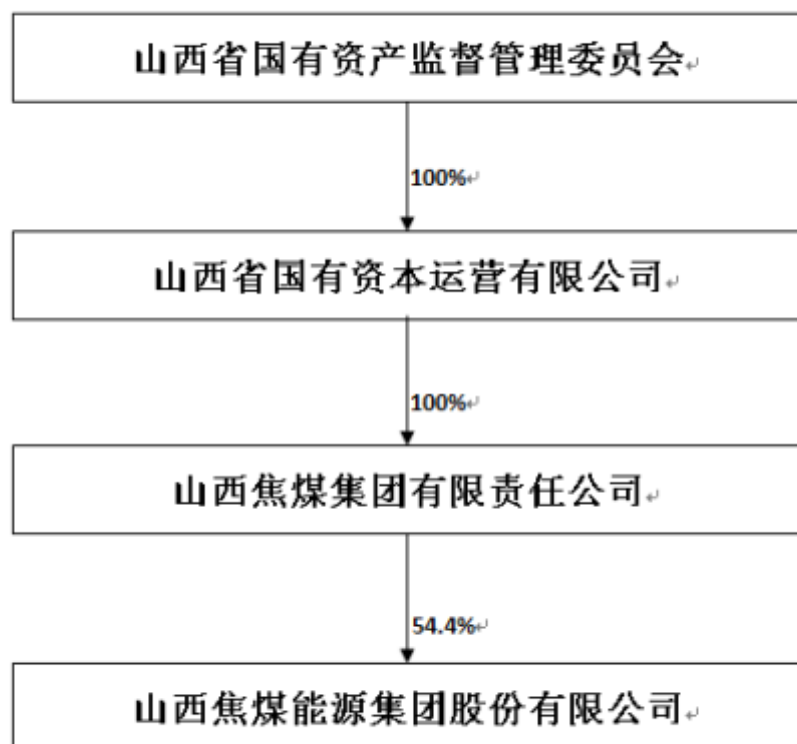 山西省国有资产监督管理委员会
100%
山西省国有资本运营有限公司
100%
山西焦煤集团有限责任公司
54.4%
山西焦煤能源集团股份有限公司